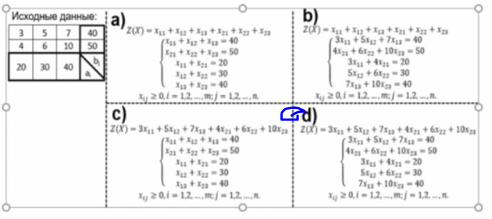 Исходные данные:
3 5 7 40
4 6 10 50
20 30 40 bⱼ aᵢ
a)
Z(X) = x₁₁ + x₁₂ + x₁₃ + x₂₁ + x₂₂ + x₂₃
x₁₁ + x₁₂ + x₁₃ = 40
x₂₁ + x₂₂ + x₂₃ = 50
x₁₁ + x₂₁ = 20
x₁₂ + x₂₂ = 30
x₁₃ + x₂₃ = 40
xᵢⱼ ≥ 0, i = 1,2, ..., m; j = 1,2, ..., n.
b)
Z(X) = x₁₁ + x₁₂ + x₁₃ + x₂₁ + x₂₂ + x₂₃
3x₁₁ + 5x₁₂ + 7x₁₃ = 40
4x₂₁ + 6x₂₂ + 10x₂₃ = 50
3x₁₁ + 4x₂₁ = 20
5x₁₂ + 6x₂₂ = 30
7x₁₃ + 10x₂₃ = 40
xᵢⱼ ≥ 0, i = 1,2, ..., m; j = 1,2, ..., n.
c)
Z(X) = 3x₁₁ + 5x₁₂ + 7x₁₃ + 4x₂₁ + 6x₂₂ + 10x₂₃
x₁₁ + x₁₂ + x₁₃ = 40
x₂₁ + x₂₂ + x₂₃ = 50
x₁₁ + x₂₁ = 20
x₁₂ + x₂₂ = 30
x₁₃ + x₂₃ = 40
xᵢⱼ ≥ 0, i = 1,2, ..., m; j = 1,2, ..., n.
d)
Z(X) = 3x₁₁ + 5x₁₂ + 7x₁₃ + 4x₂₁ + 6x₂₂ + 10x₂₃
3x₁₁ + 5x₁₂ + 7x₁₃ = 40
4x₂₁ + 6x₂₂ + 10x₂₃ = 50
3x₁₁ + 4x₂₁ = 20
5x₁₂ + 6x₂₂ = 30
7x₁₃ + 10x₂₃ = 40
xᵢⱼ ≥ 0, i = 1,2, ..., m; j = 1,2, ..., n.